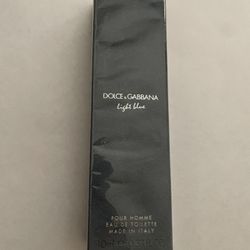 DOLCE & GABBANA
light blue
POUR HOMME
EAU DE TOILETTE
MADE IN ITALY